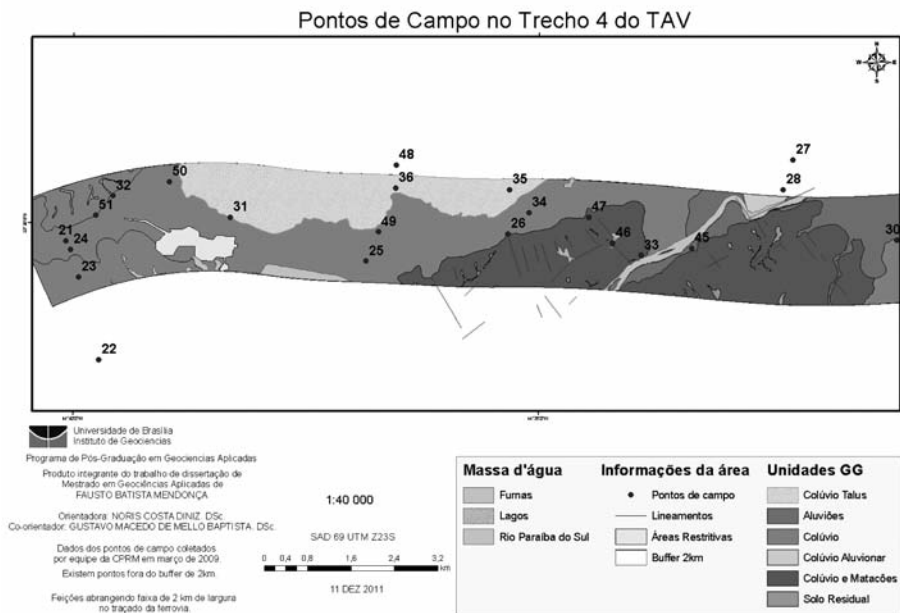 Pontos de Campo no Trecho 4 do TAV
N
W E
S
27
48
50 36 35 28
32
51 31 34 47
21 49 26 46 30
24 25 33 45
23
22
Universidade de Brasília
Instituto de Geociencias
Programa de Pós-Graduação em Geociencias Aplicadas
Produto integrante do trabalho de dissertação de
Mestrado em Geociências Aplicadas de
FAUSTO BATISTA MENDONÇA
Orientadora: NORIS COSTA DINIZ. DSc.
Co-orientador: GUSTAVO MACEDO DE MELLO BAPTISTA. DSc.
Dados dos pontos de campo coletados
por equipe da CPRM em março de 2009.
Existem pontos fora do buffer de 2km.
Feições abrangendo faixa de 2 km de largura
no traçado da ferrovia.
1:40 000
SAD 69 UTM Z23S
0 0,4 0,8 1,6 2,4 3,2
km
11 DEZ 2011
Massa d'água
Furnas
Lagos
Rio Paraíba do Sul
Informações da área
Pontos de campo
Lineamentos
Áreas Restritivas
Buffer 2km
Unidades GG
Colúvio Talus
Aluviões
Colúvio
Colúvio Aluvionar
Colúvio e Matacões
Solo Residual